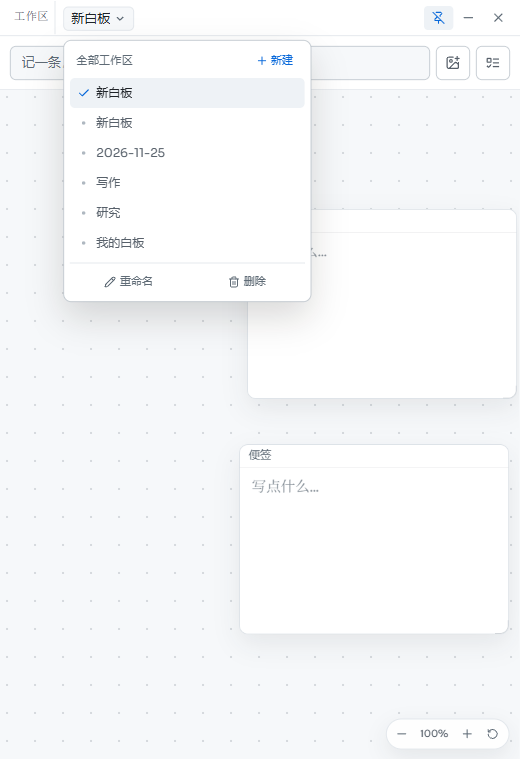 工作区
新白板
记一条
全部工作区
新建
新白板
新白板
2026-11-25
写作
研究
我的白板
重命名
删除
么...
便签
写点什么...
100%